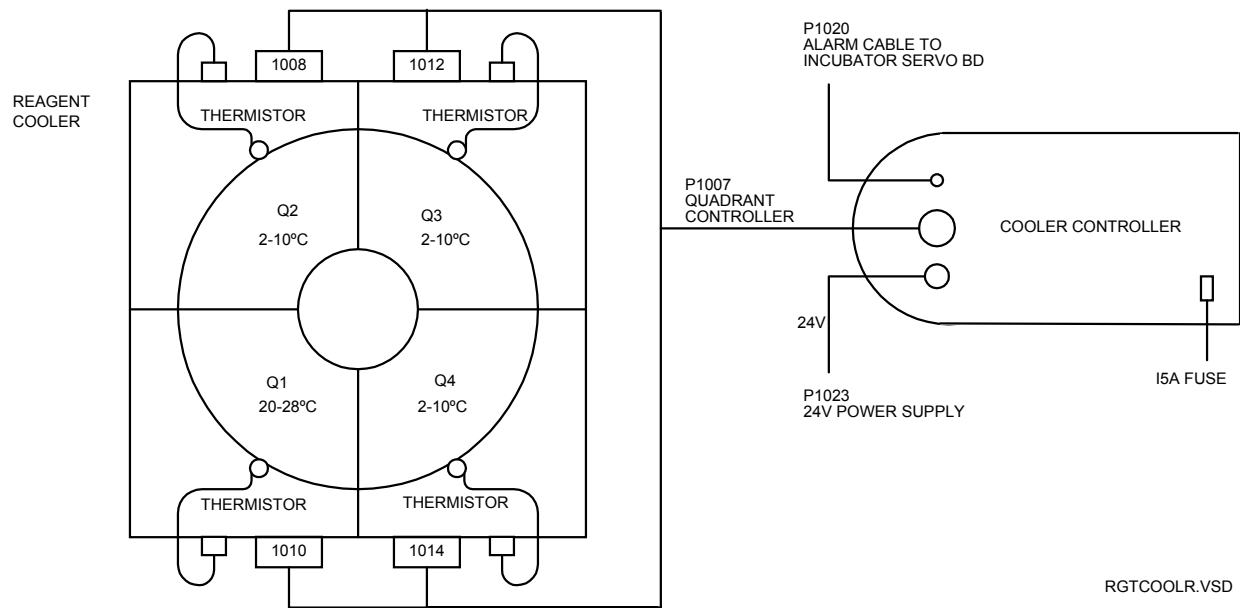 P1020
ALARM CABLE TO
INCUBATOR SERVO BD
1008
1012
REAGENT
COOLER
THERMISTOR
THERMISTOR
P1007
QUADRANT
CONTROLLER
Q2
2-10ºC
Q3
2-10ºC
COOLER CONTROLLER
24V
Q1
20-28ºC
Q4
2-10ºC
P1023
24V POWER SUPPLY
I5A FUSE
THERMISTOR
THERMISTOR
1010
1014
RGTCOOLR.VSD